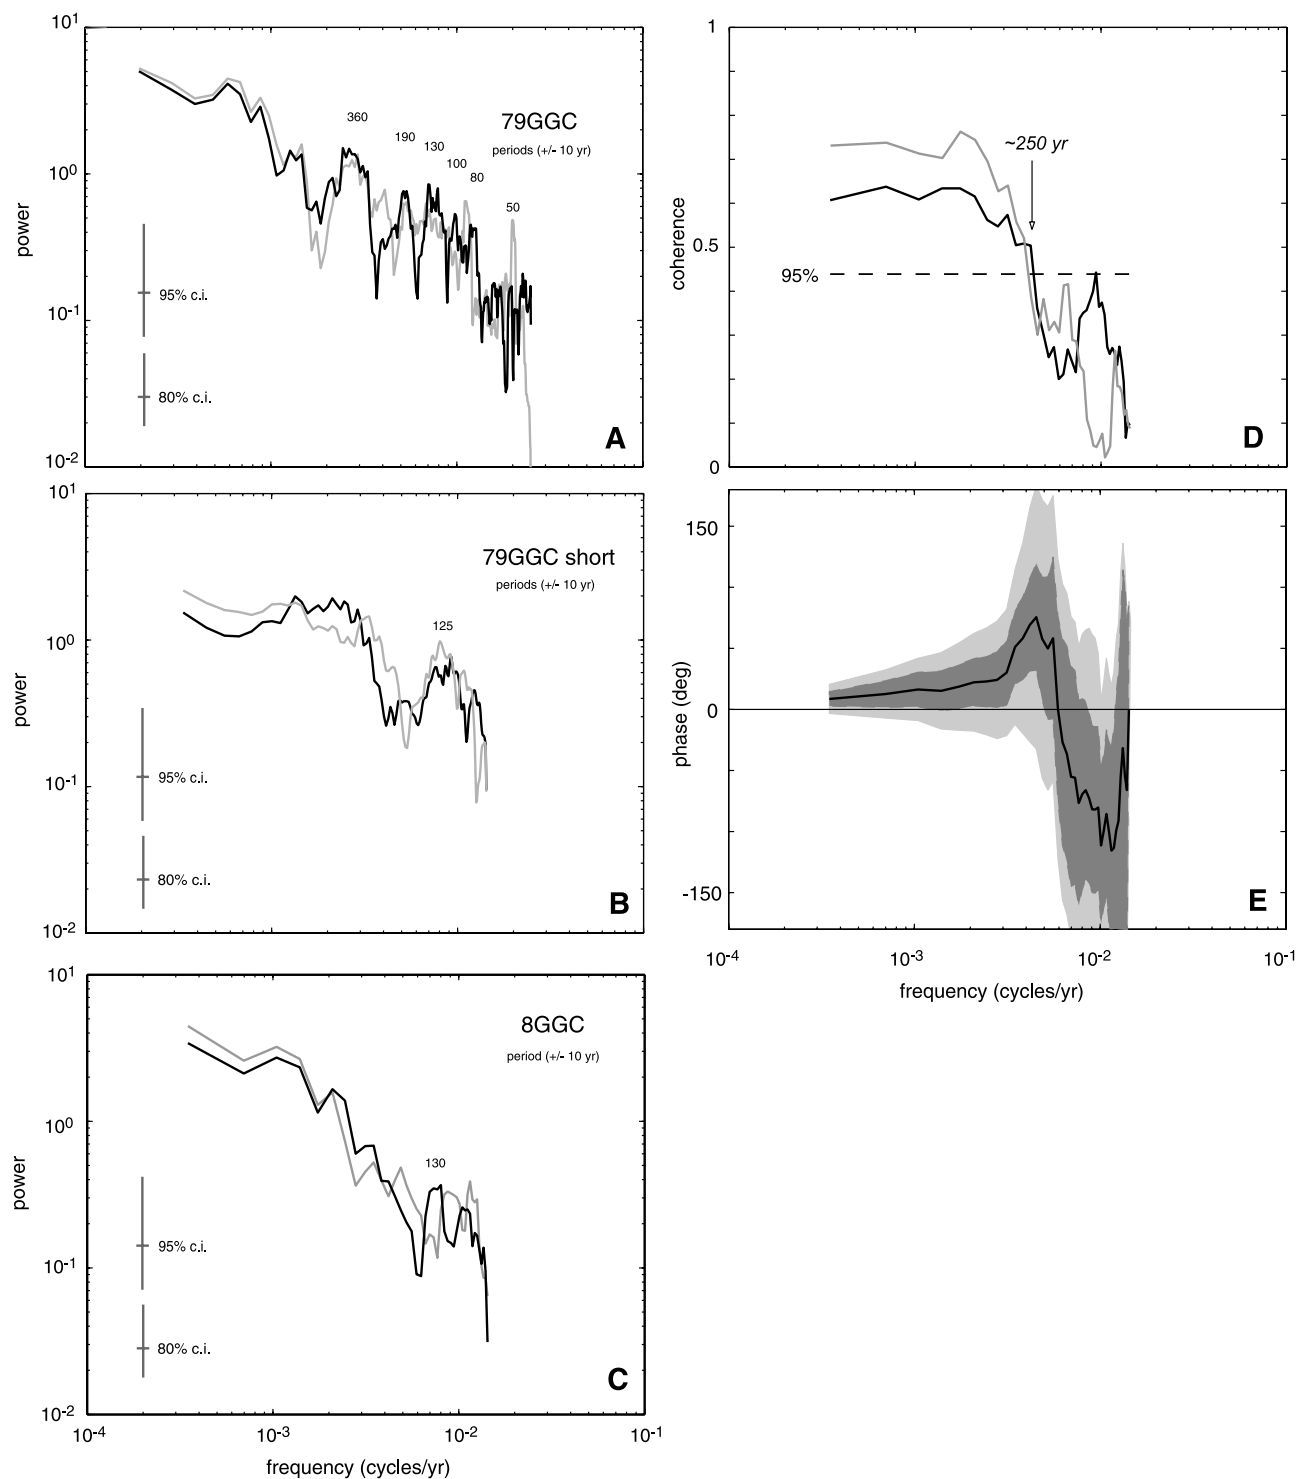 10^1
10^0
10^-1
10^-2
power
360
190
130
100
80
50
79GGC
periods (+/- 10 yr)
95% c.i.
80% c.i.
A
10^1
10^0
10^-1
10^-2
power
79GGC short
periods (+/- 10 yr)
125
95% c.i.
80% c.i.
B
10^1
10^0
10^-1
10^-2
power
8GGC
period (+/- 10 yr)
130
95% c.i.
80% c.i.
C
10^-4
10^-3
10^-2
10^-1
frequency (cycles/yr)
1
0.5
0
coherence
~250 yr
95%
D
150
0
-150
phase (deg)
E
10^-4
10^-3
10^-2
10^-1
frequency (cycles/yr)